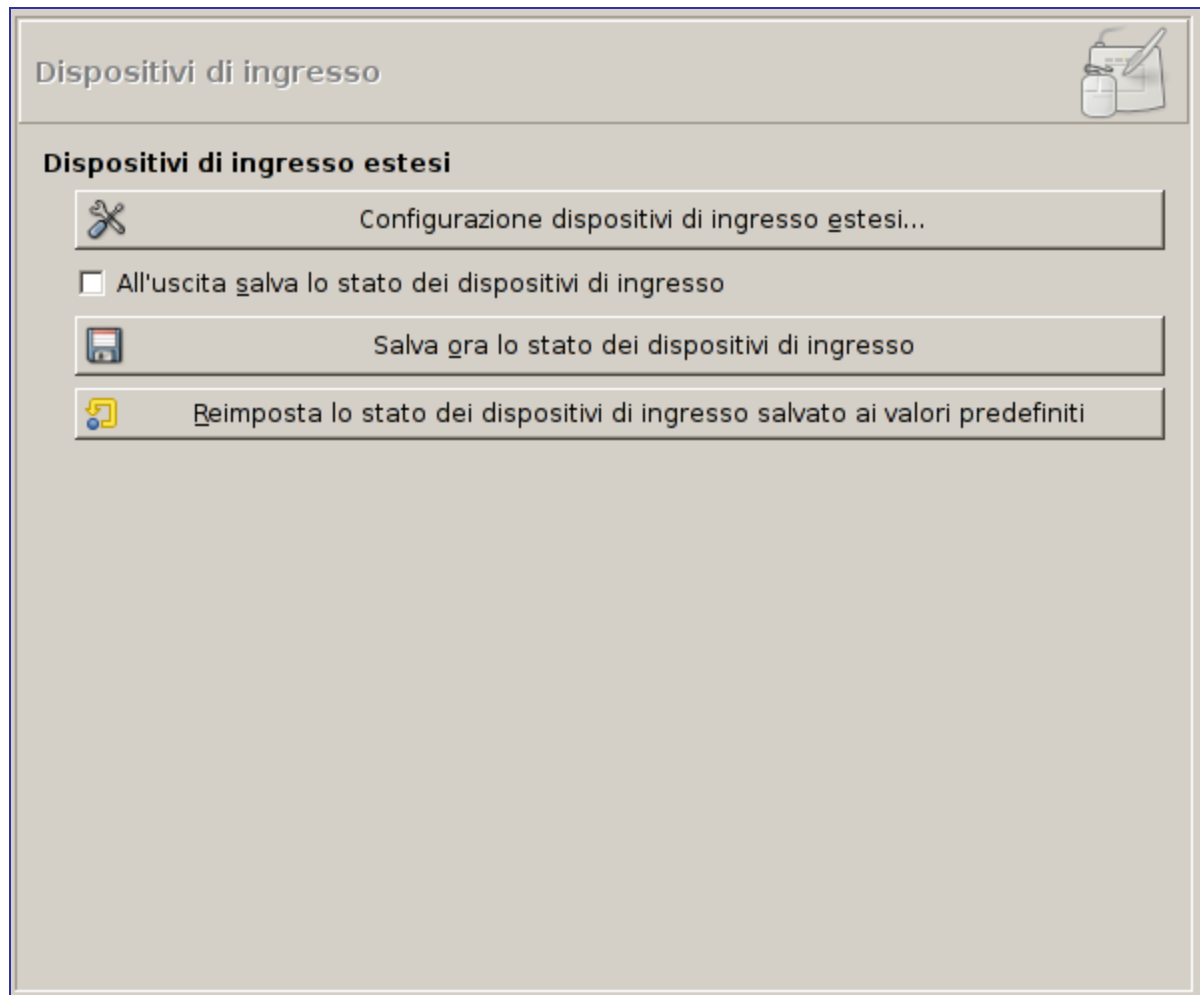 Dispositivi di ingresso
Dispositivi di ingresso estesi
Configurazione dispositivi di ingresso estesi...
All'uscita salva lo stato dei dispositivi di ingresso
Salva ora lo stato dei dispositivi di ingresso
Reimposta lo stato dei dispositivi di ingresso salvato ai valori predefiniti